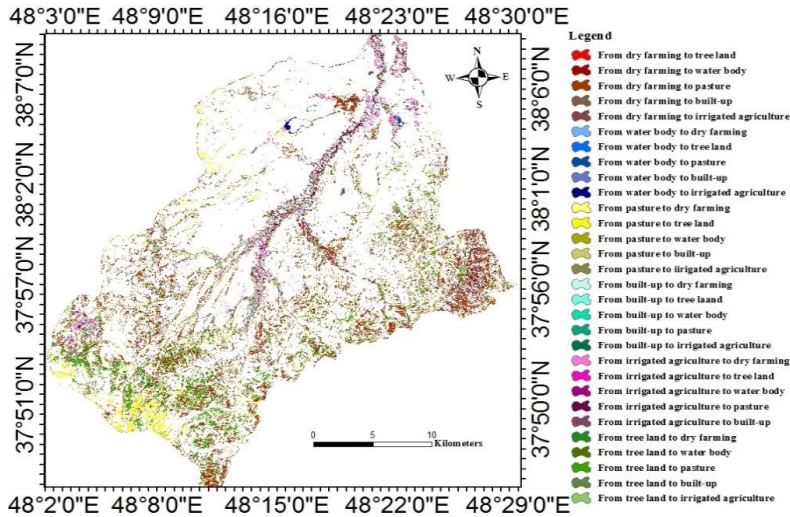 48°3'0"E 48°9'0"E 48°16'0"E 48°23'0"E 48°30'0"E
38°7'0"N
38°2'0"N
37°57'0"N
37°51'0"N
38°6'0"N
38°1'0"N
37°56'0"N
37°50'0"N
N
W E
S
0 5 10
Kilometers
48°2'0"E 48°8'0"E 48°16'0"E 48°22'0"E 48°29'0"E
Legend
From dry farming to tree land
From dry farming to water body
From dry farming to pasture
From dry farming to built-up
From dry farming to irrigated agriculture
From water body to dry farming
From water body to tree land
From water body to pasture
From water body to built-up
From water body to irrigated agriculture
From pasture to dry farming
From pasture to tree land
From pasture to water body
From pasture to built-up
From pasture to iirigated agriculture
From built-up to dry farming
From built-up to tree laand
From built-up to water body
From built-up to pasture
From built-up to irrigated agriculture
From irrigated agriculture to dry farming
From irrigated agriculture to tree land
From irrigated agriculture to water body
From irrigated agriculture to pasture
From irrigated agriculture to built-up
From tree land to dry farming
From tree land to water body
From tree land to pasture
From tree land to built-up
From tree land to irrigated agriculture